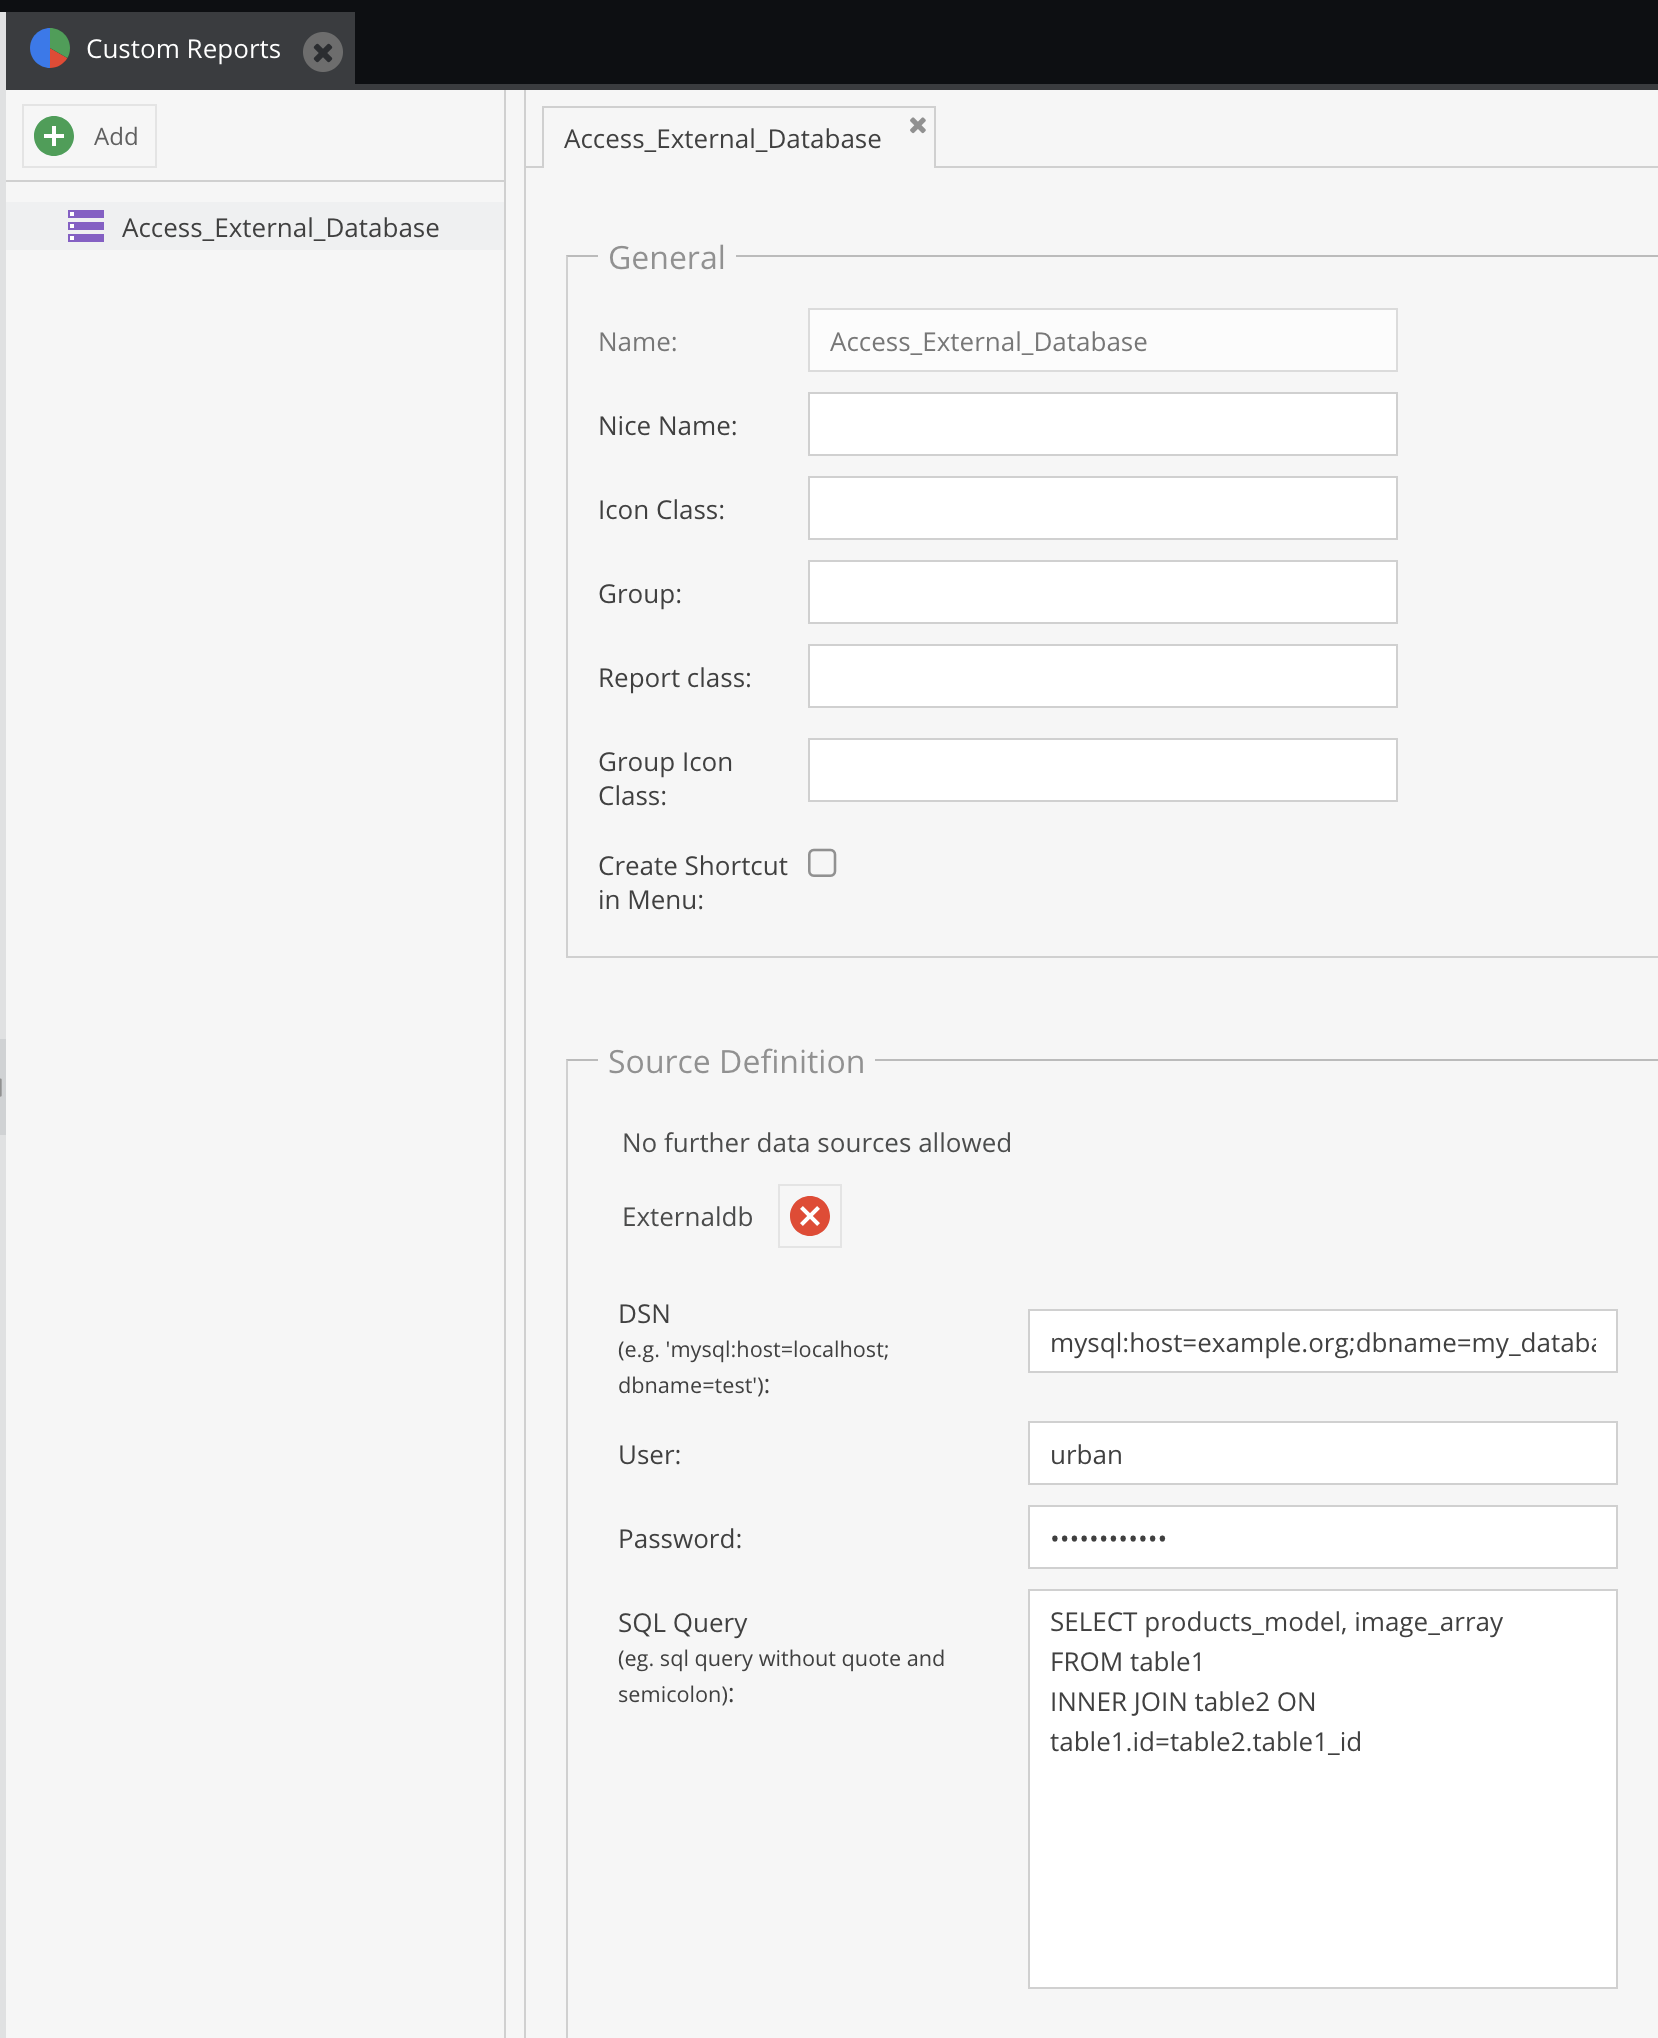 Custom Reports
Add
Access_External_Database
Access_External_Database
General
Name:
Access_External_Database
Nice Name:
Icon Class:
Group:
Report class:
Group Icon
Class:
Create Shortcut
in Menu:
Source Definition
No further data sources allowed
Externaldb
DSN
(e.g. 'mysql:host=localhost;
dbname=test'):
mysql:host=example.org;dbname=my_databa
User:
urban
Password:
••••••••••••
SQL Query
(eg. sql query without quote and
semicolon):
SELECT products_model, image_array
FROM table1
INNER JOIN table2 ON
table1.id=table2.table1_id